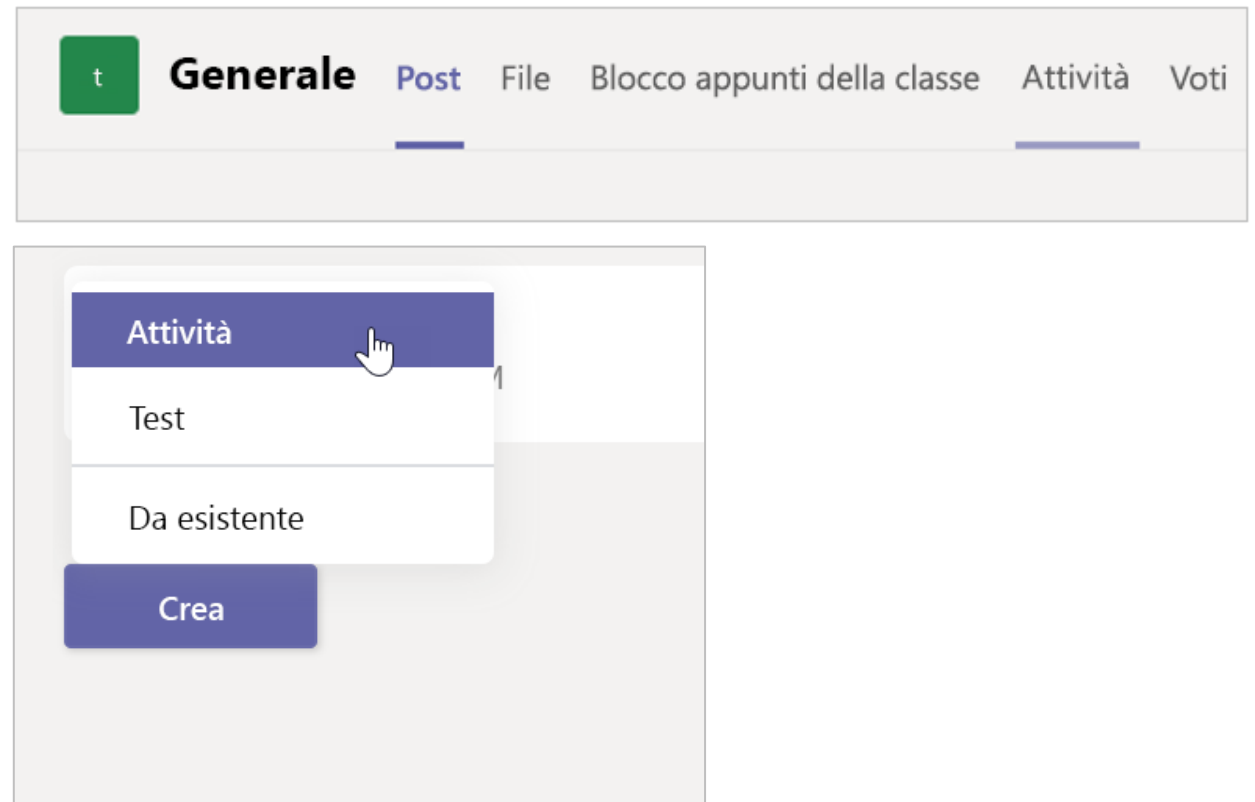 t Generale Post File Blocco appunti della classe Attività Voti
Attività
Test
Da esistente
Crea